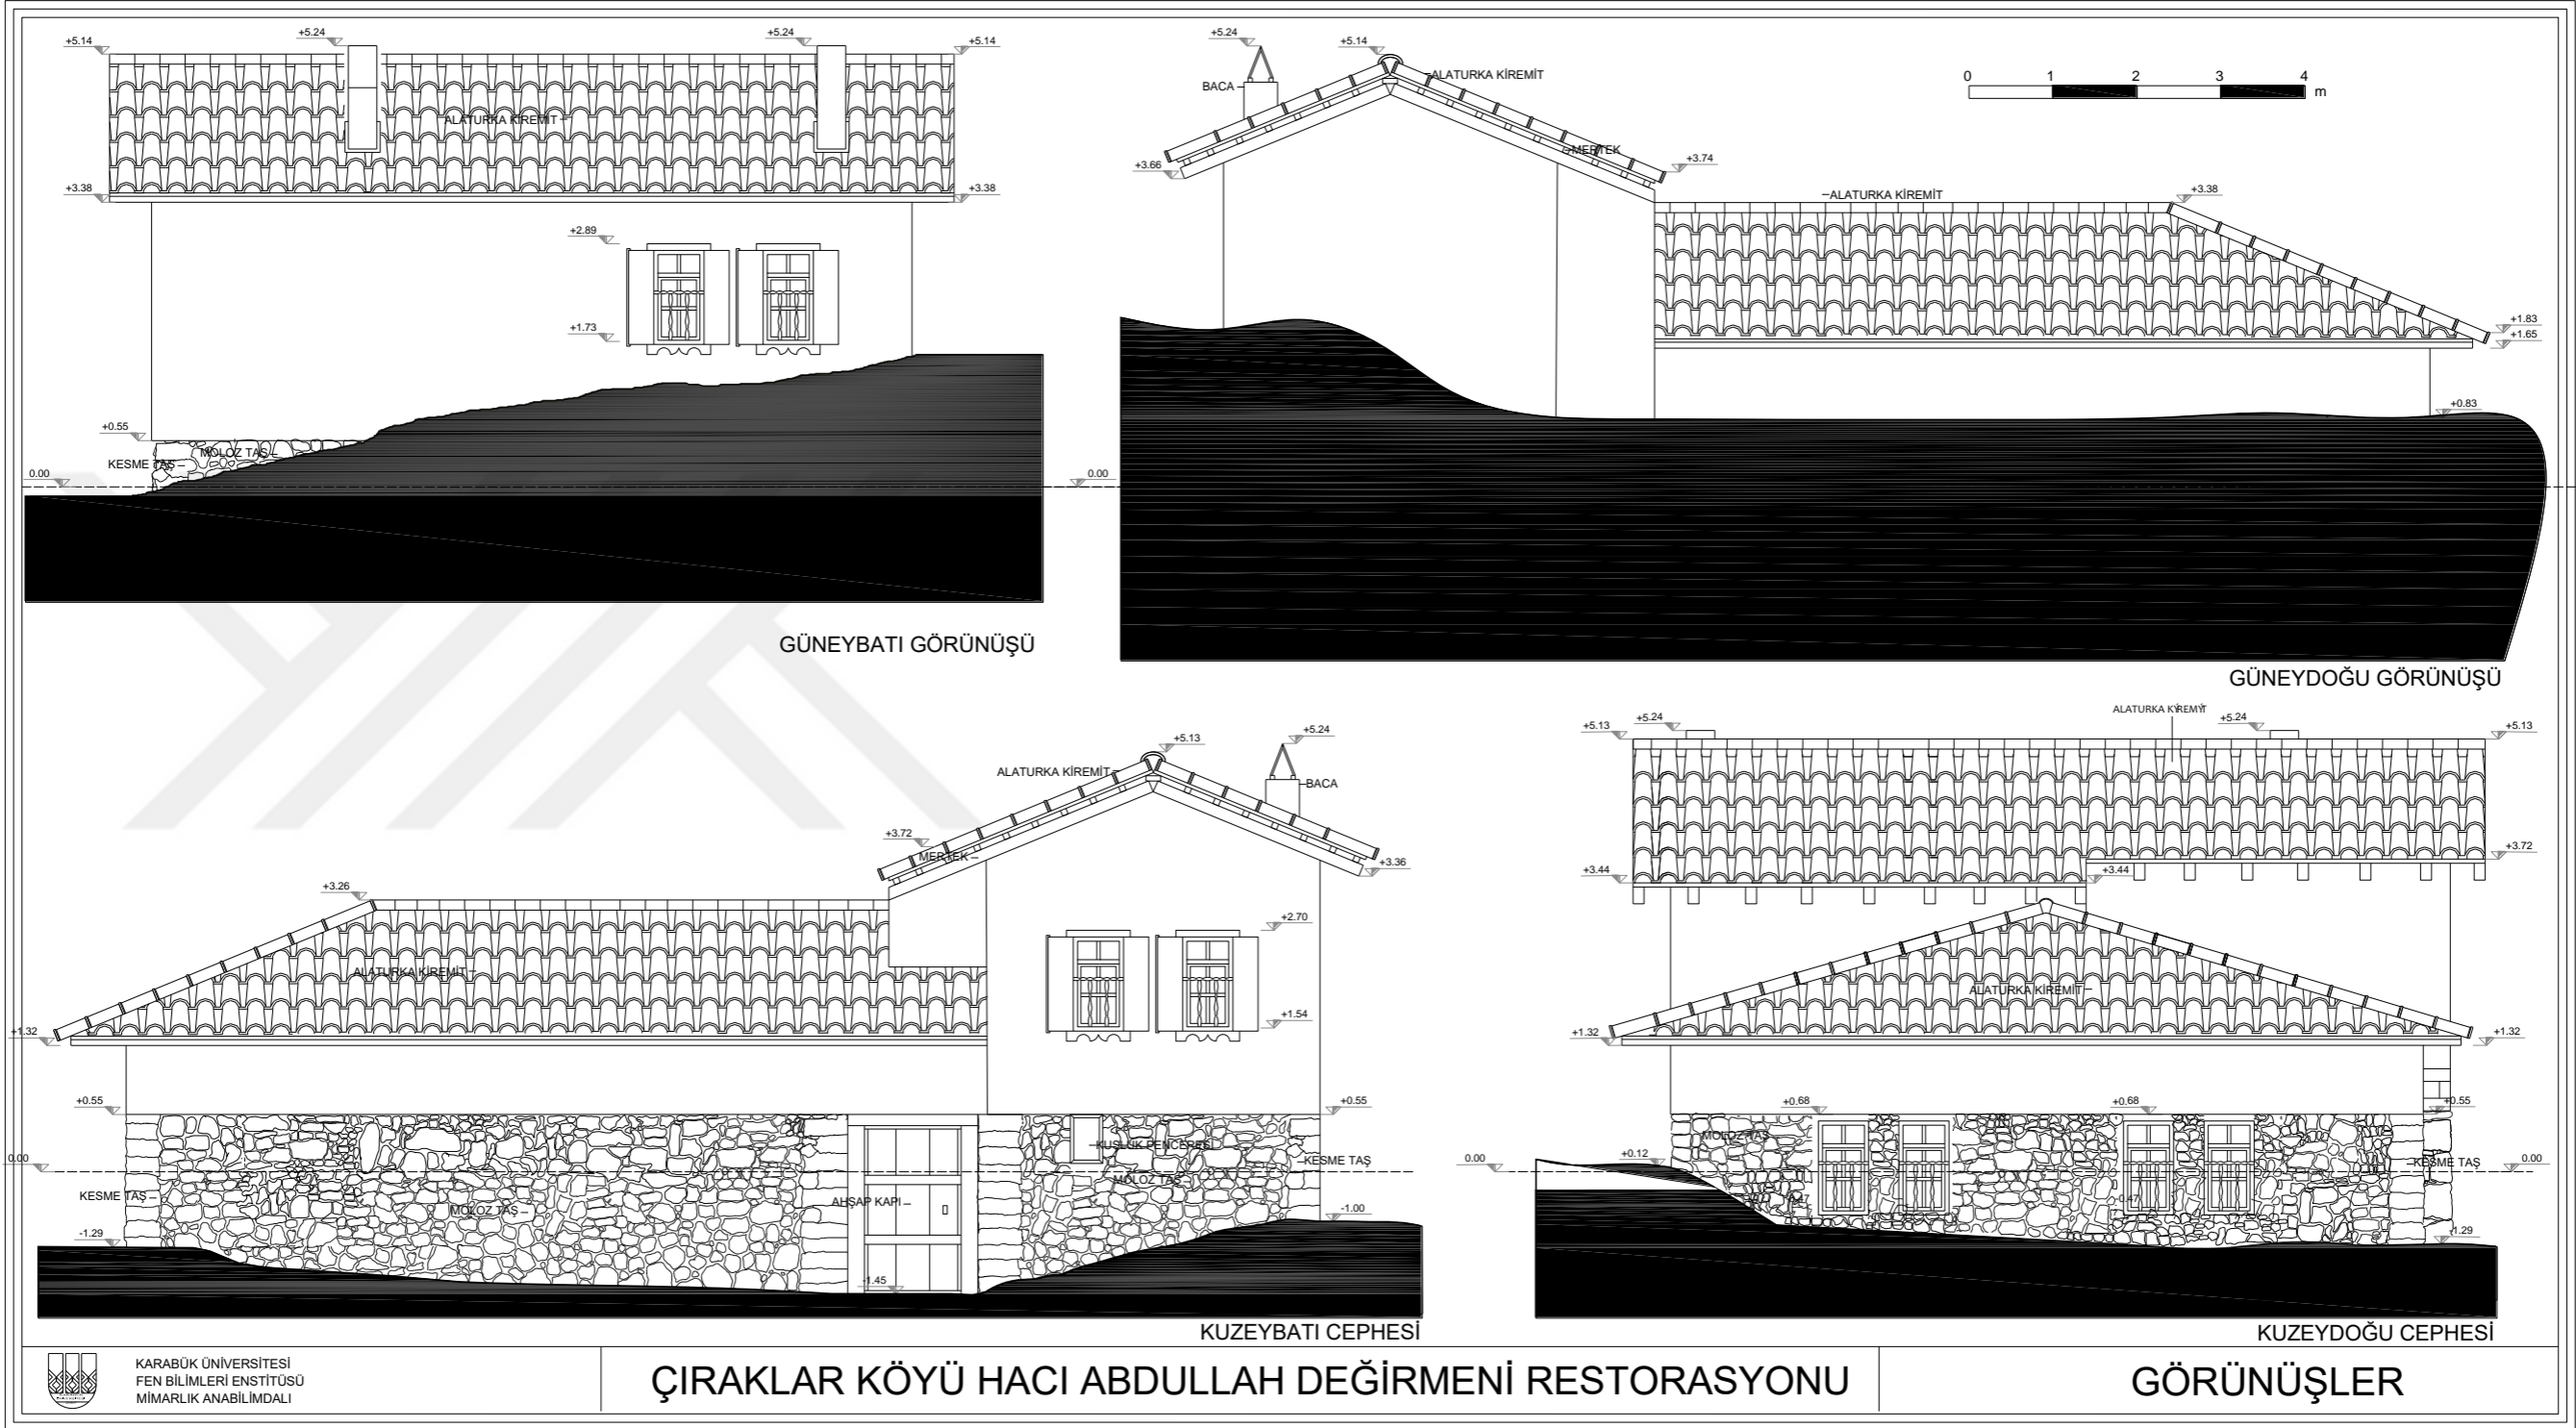 +5.14
+5.24
+5.24
+5.14
ALATURKA KİREMİT
+3.38
+3.38
+2.89
+1.73
+0.55
MOLOZ TAŞ
KESME TAŞ
0.00
GÜNEYBATI GÖRÜNÜŞÜ
+5.24
+5.14
ALATURKA KİREMİT
BACA
MERTEK
+3.66
+3.74
ALATURKA KİREMİT
+3.38
+1.83
+1.65
+0.83
0.00
0 1 2 3 4 m
GÜNEYDOĞU GÖRÜNÜŞÜ
+5.13
+5.24
ALATURKA KİREMİT
BACA
+3.72
MERTEK
+3.36
+3.26
+2.70
ALATURKA KİREMİT
+1.54
+1.32
+0.55
+0.55
KUŞLUK PENCERESİ
0.00
KESME TAŞ
MOLOZ TAŞ
KESME TAŞ
AHŞAP KAPI
MOLOZ TAŞ
-1.00
-1.29
-1.45
KUZEYBATI CEPHESİ
ALATURKA KÝREMÝT
+5.13
+5.24
+5.24
+5.13
+3.72
+3.44
+3.44
ALATURKA KİREMİT
+1.32
+1.32
+0.68
+0.68
+0.55
MOLOZ TAŞ
+0.12
0.00
KESME TAŞ
0.00
-0.47
-0.47
-1.29
KUZEYDOĞU CEPHESİ
KARABÜK ÜNİVERSİTESİ
FEN BİLİMLERİ ENSTİTÜSÜ
MİMARLIK ANABİLİMDALI
ÇIRAKLAR KÖYÜ HACI ABDULLAH DEĞİRMENİ RESTORASYONU
GÖRÜNÜŞLER